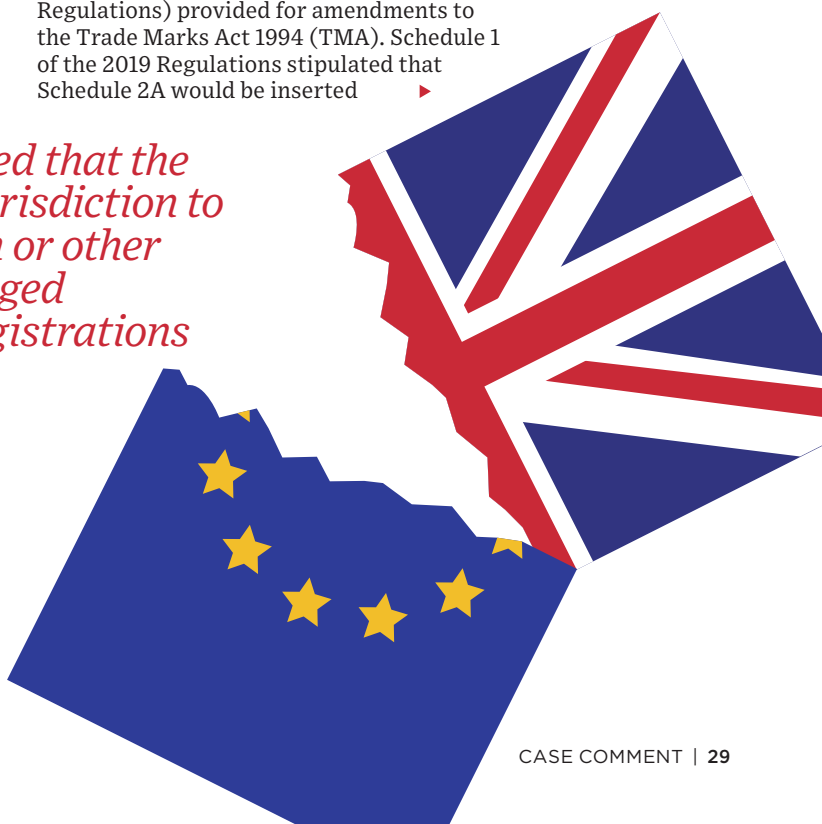 Regulations) provided for amendments to
the Trade Marks Act 1994 (TMA). Schedule 1
of the 2019 Regulations stipulated that
Schedule 2A would be inserted
ed that the
risdiction to
or other
ged
gistrations
CASE COMMENT | 29